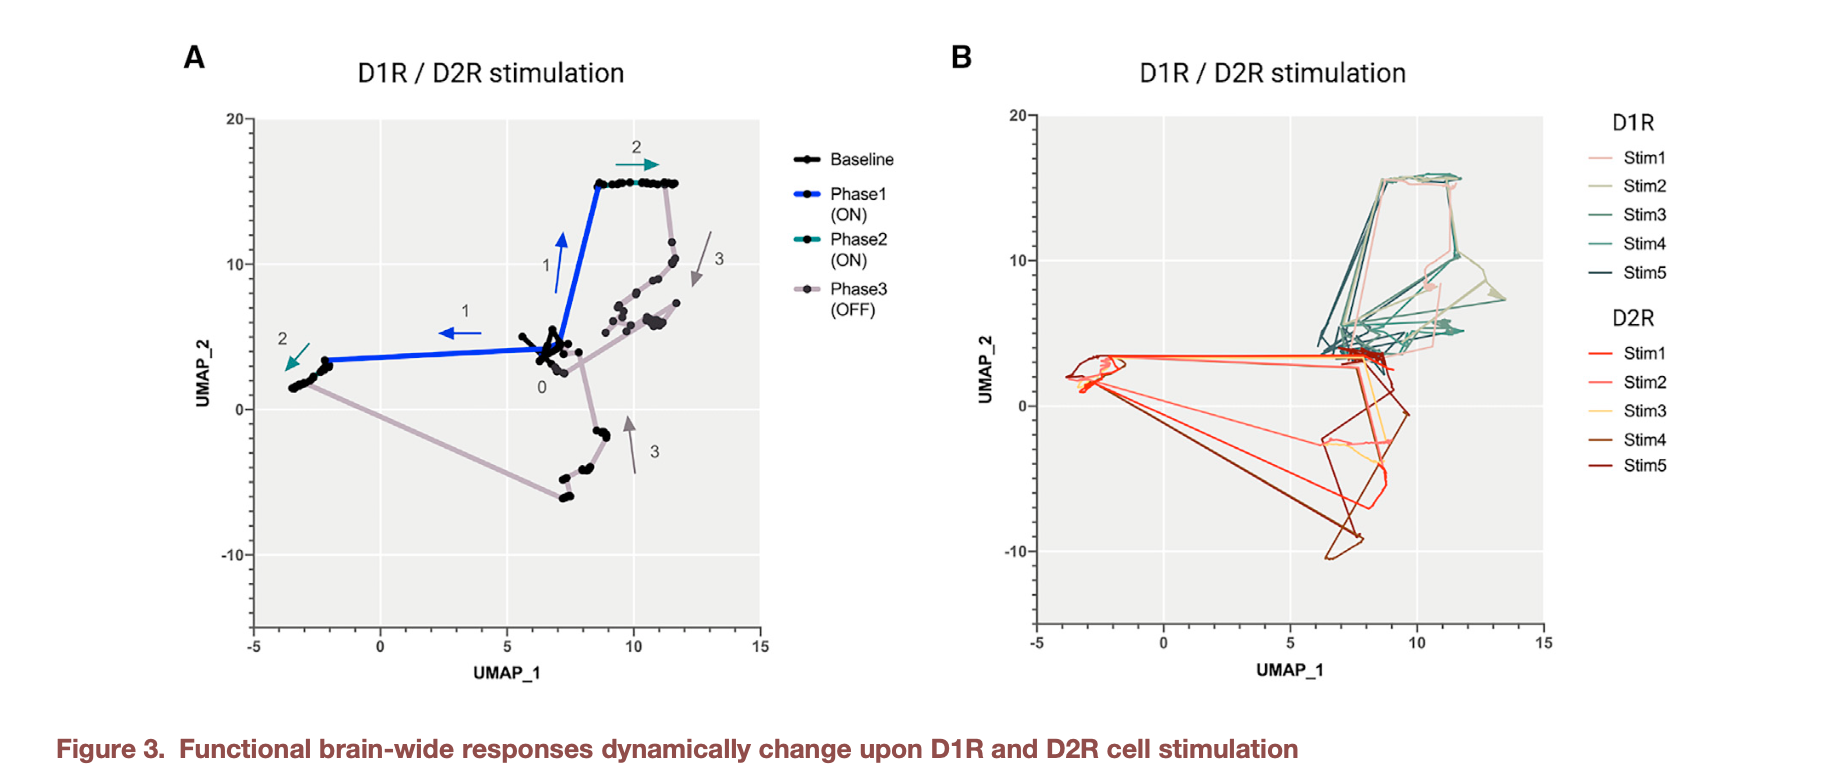 A
D1R / D2R stimulation
20
10
0
-10
-5
0
5
10
15
UMAP_2
UMAP_1
2
1
3
1
2
0
3
Baseline
Phase1
(ON)
Phase2
(ON)
Phase3
(OFF)
B
D1R / D2R stimulation
20
10
0
-10
-5
0
5
10
15
UMAP_2
UMAP_1
D1R
Stim1
Stim2
Stim3
Stim4
Stim5
D2R
Stim1
Stim2
Stim3
Stim4
Stim5
Figure 3. Functional brain-wide responses dynamically change upon D1R and D2R cell stimulation